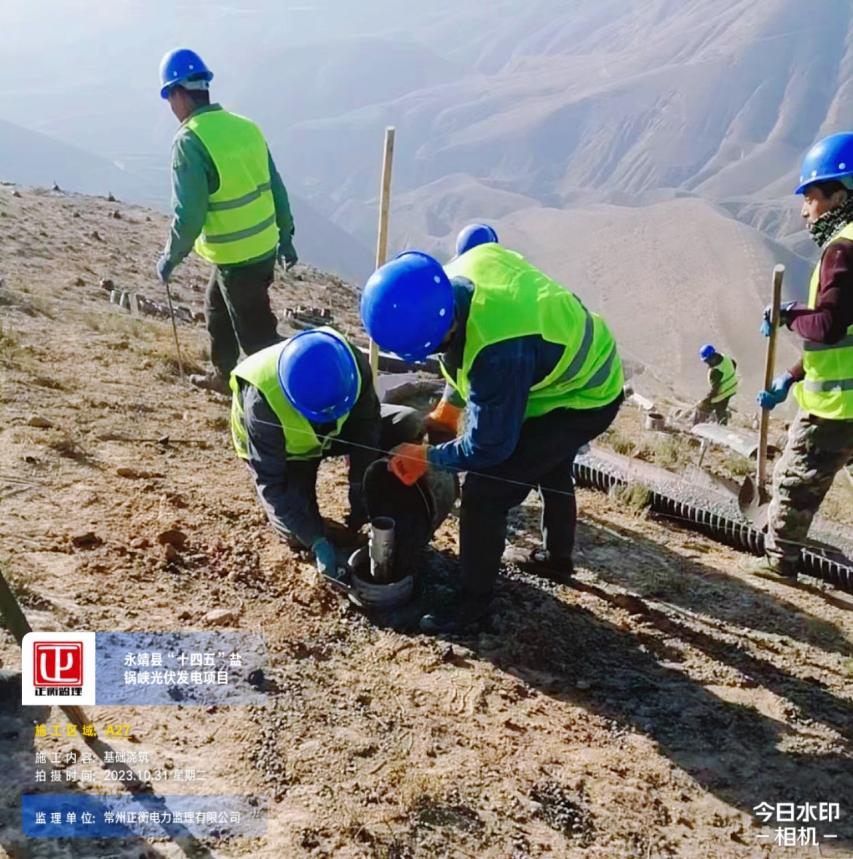 正
正衡监理
永靖县“十四五”盐
锅峡光伏发电项目
施工区域: A27
施工内容: 基础浇筑
拍摄时间: 2023.10.31 星期二
监理单位: 常州正衡电力监理有限公司
今日水印
相机